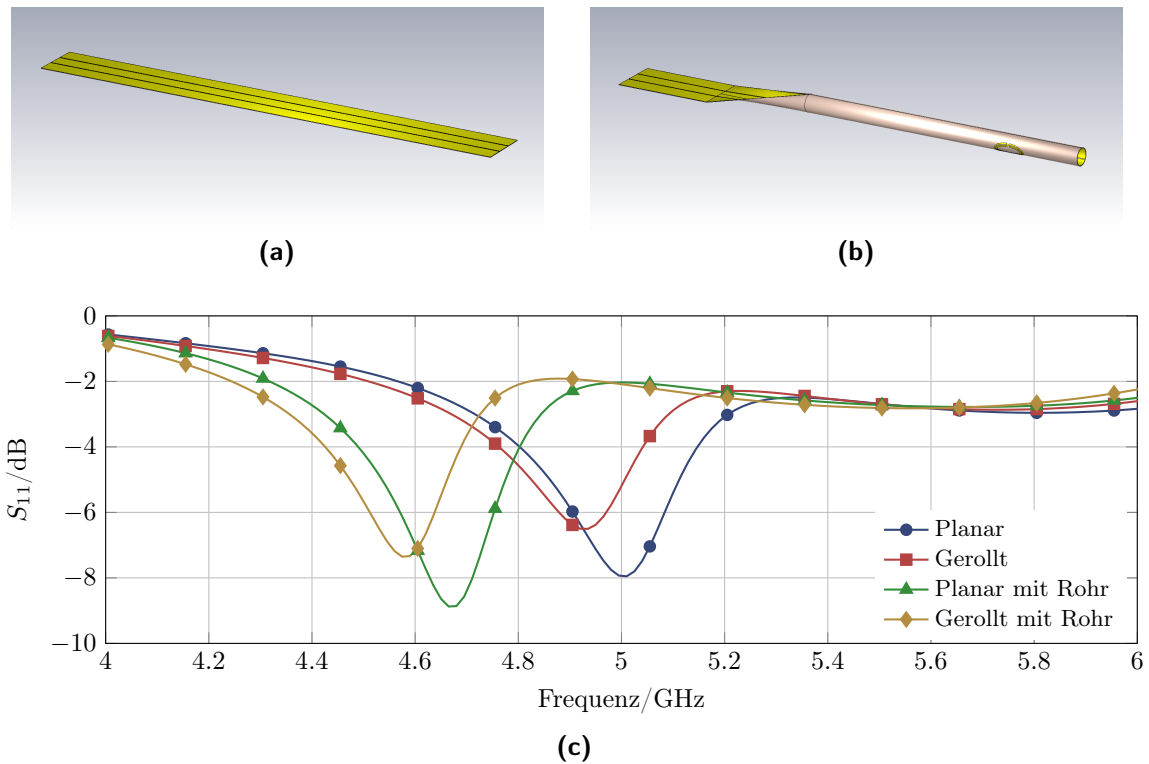 (a)
(b)
0
−2
−4
−6
−8
−10
S11/dB
4 4.2 4.4 4.6 4.8 5 5.2 5.4 5.6 5.8 6
Frequenz/GHz
Planar
Gerollt
Planar mit Rohr
Gerollt mit Rohr
(c)